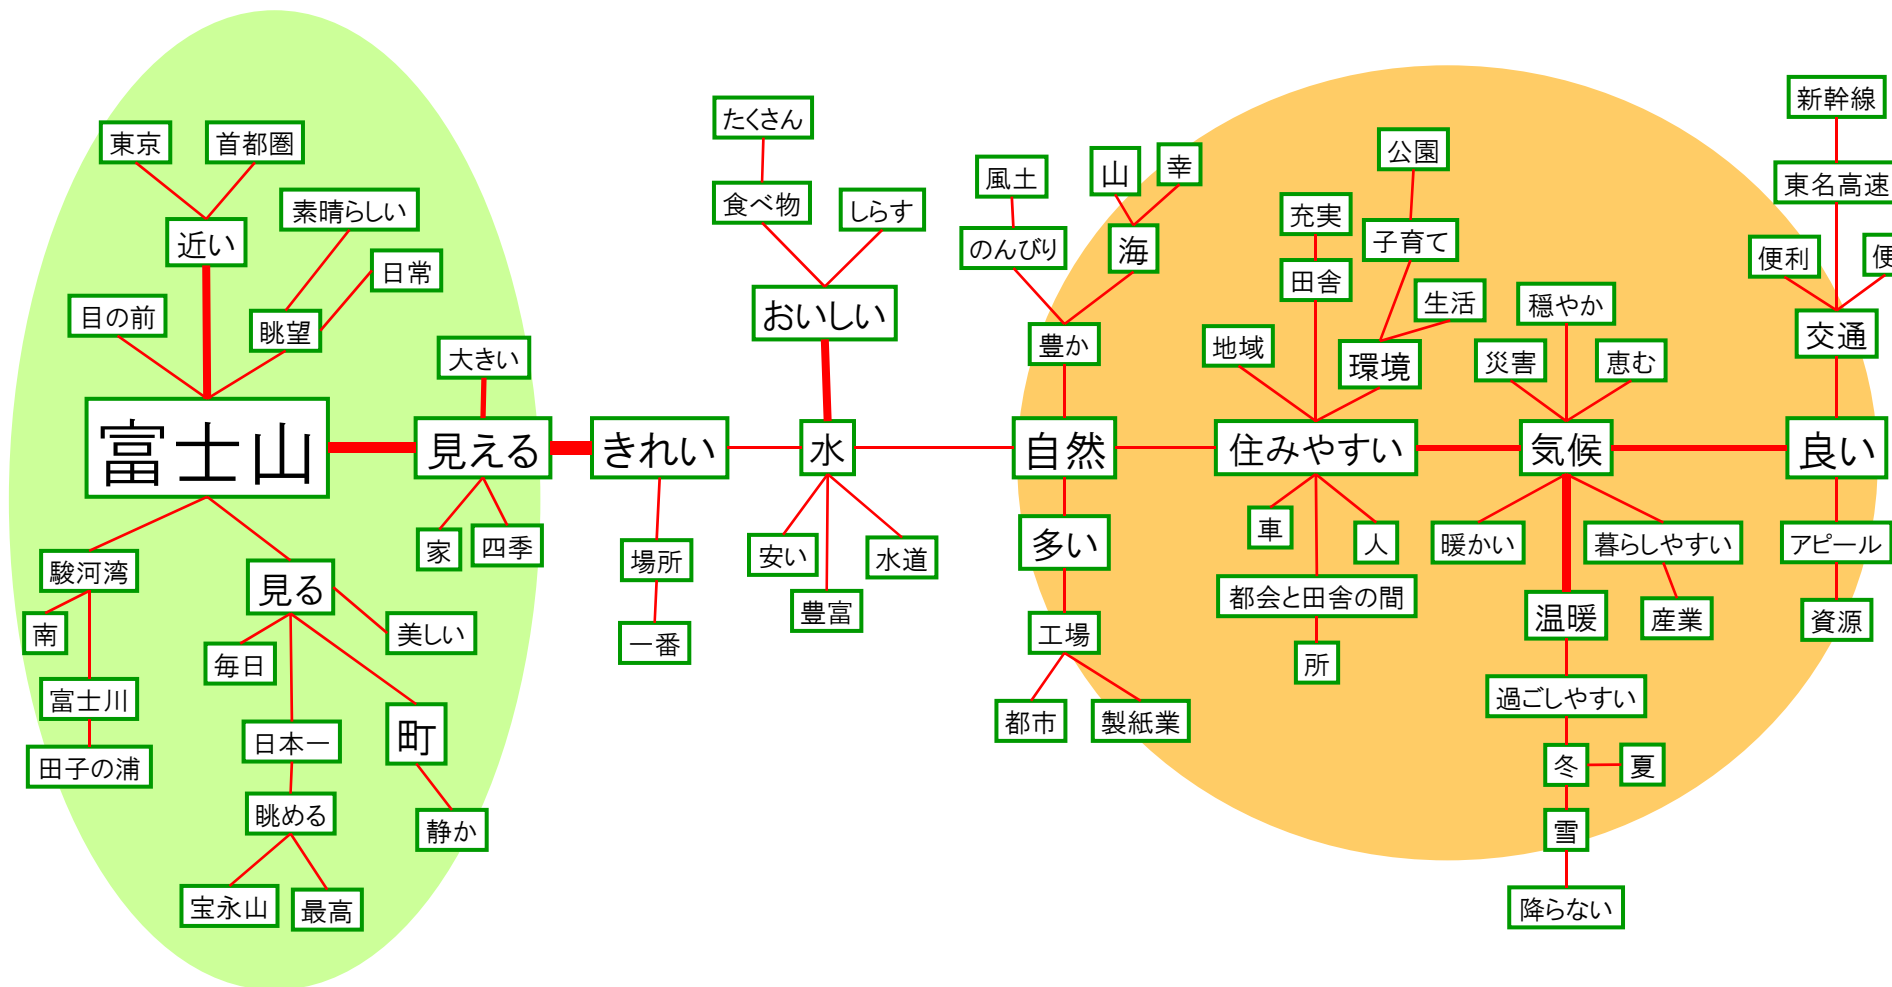 新幹線
たくさん
東京
首都圏
公園
風土
山
幸
東名高速
素晴らしい
食べ物
しらす
充実
子育て
近い
のんびり
海
便利
日常
田舎
生活
穏やか
目の前
眺望
おいしい
豊か
地域
環境
災害
恵む
交通
大きい
富士山
見える
きれい
水
自然
住みやすい
気候
良い
家
四季
場所
安い
水道
豊富
多い
車
人
暖かい
暮らしやすい
アピール
駿河湾
見る
都会と田舎の間
温暖
産業
資源
南
毎日
美しい
一番
工場
所
富士川
日本一
町
都市
製紙業
過ごしやすい
田子の浦
冬
夏
眺める
静か
雪
宝永山
最高
降らない